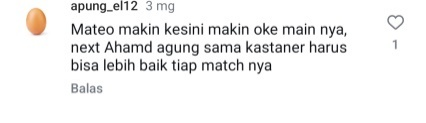 apung_el12 3 mg
Mateo makin kesini makin oke main nya,
next Ahamd agung sama kastaner harus
bisa lebih baik tiap match nya
1
Balas